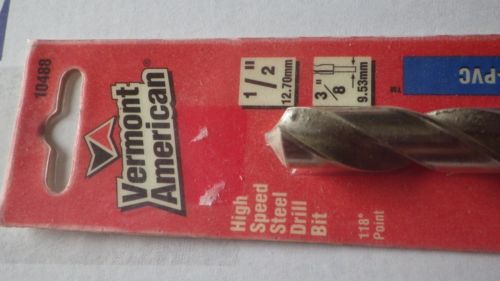 10488
Vermont
American®
1/2"
12.70mm
3/8
9.53mm
-PVC
High
Speed
Steel
Drill
Bit
118°
Point